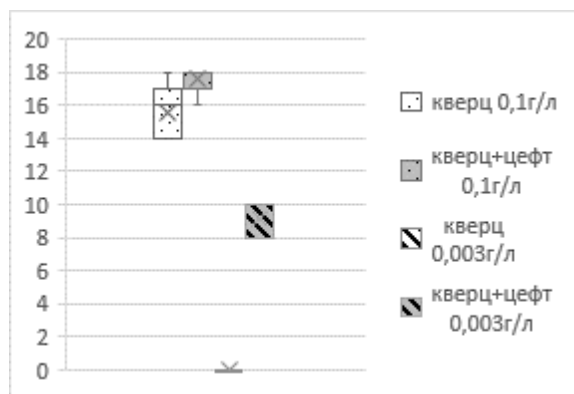 20
18
16
14
12
10
8
6
4
2
0
кверц 0,1г/л
кверц+цефт
0,1г/л
кверц
0,003г/л
кверц+цефт
0,003г/л